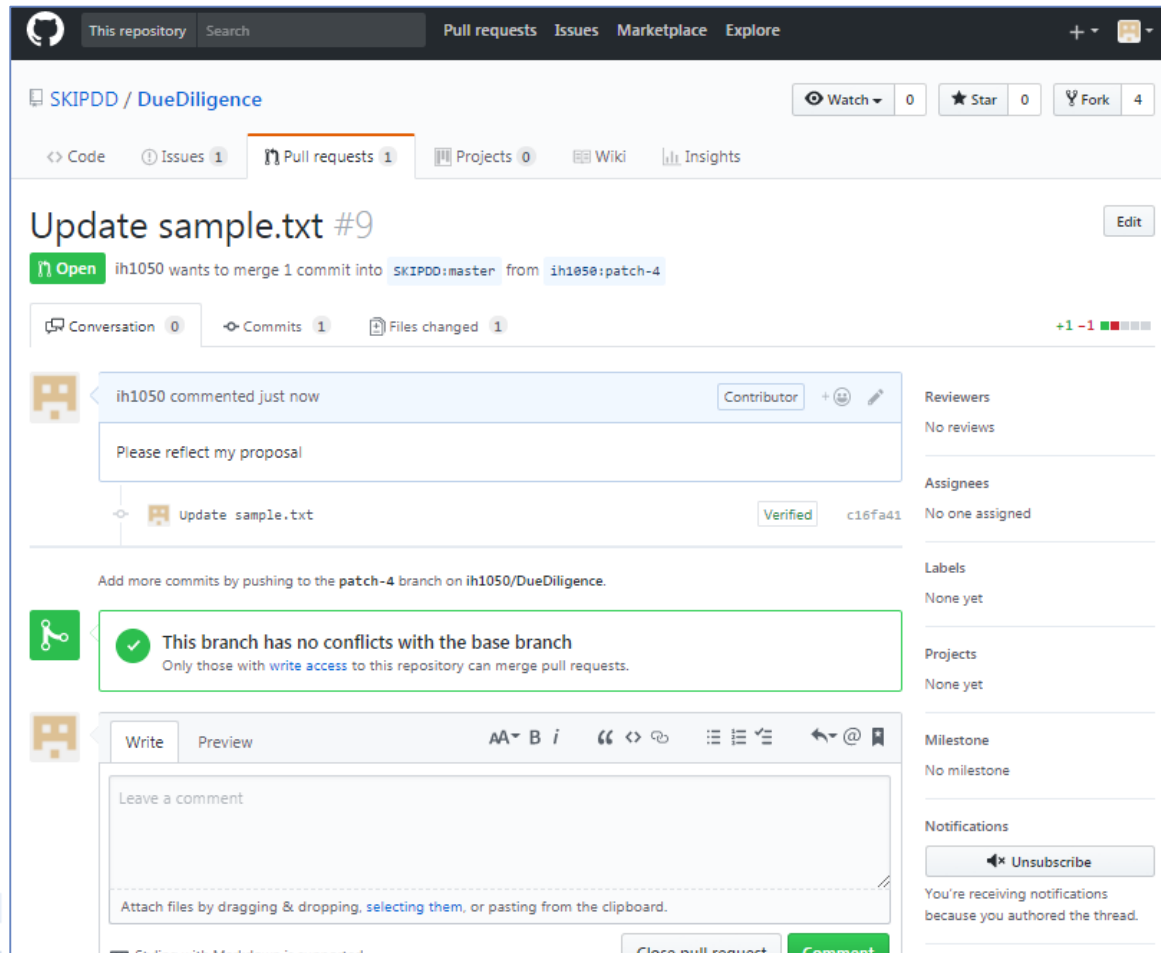 This repository Search Pull requests Issues Marketplace Explore
SKIPDD / DueDiligence Watch 0 Star 0 Fork 4
Code Issues 1 Pull requests 1 Projects 0 Wiki Insights
Update sample.txt #9 Edit
Open ih1050 wants to merge 1 commit into SKIPDD:master from ih1050:patch-4
Conversation 0 Commits 1 Files changed 1 +1 −1
ih1050 commented just now Contributor
Please reflect my proposal
Update sample.txt Verified c16fa41
Add more commits by pushing to the patch-4 branch on ih1050/DueDiligence.
This branch has no conflicts with the base branch
Only those with write access to this repository can merge pull requests.
Write Preview AA B i
Leave a comment
Attach files by dragging & dropping, selecting them, or pasting from the clipboard.
Close pull request Comment
Reviewers
No reviews
Assignees
No one assigned
Labels
None yet
Projects
None yet
Milestone
No milestone
Notifications
Unsubscribe
You're receiving notifications
because you authored the thread.